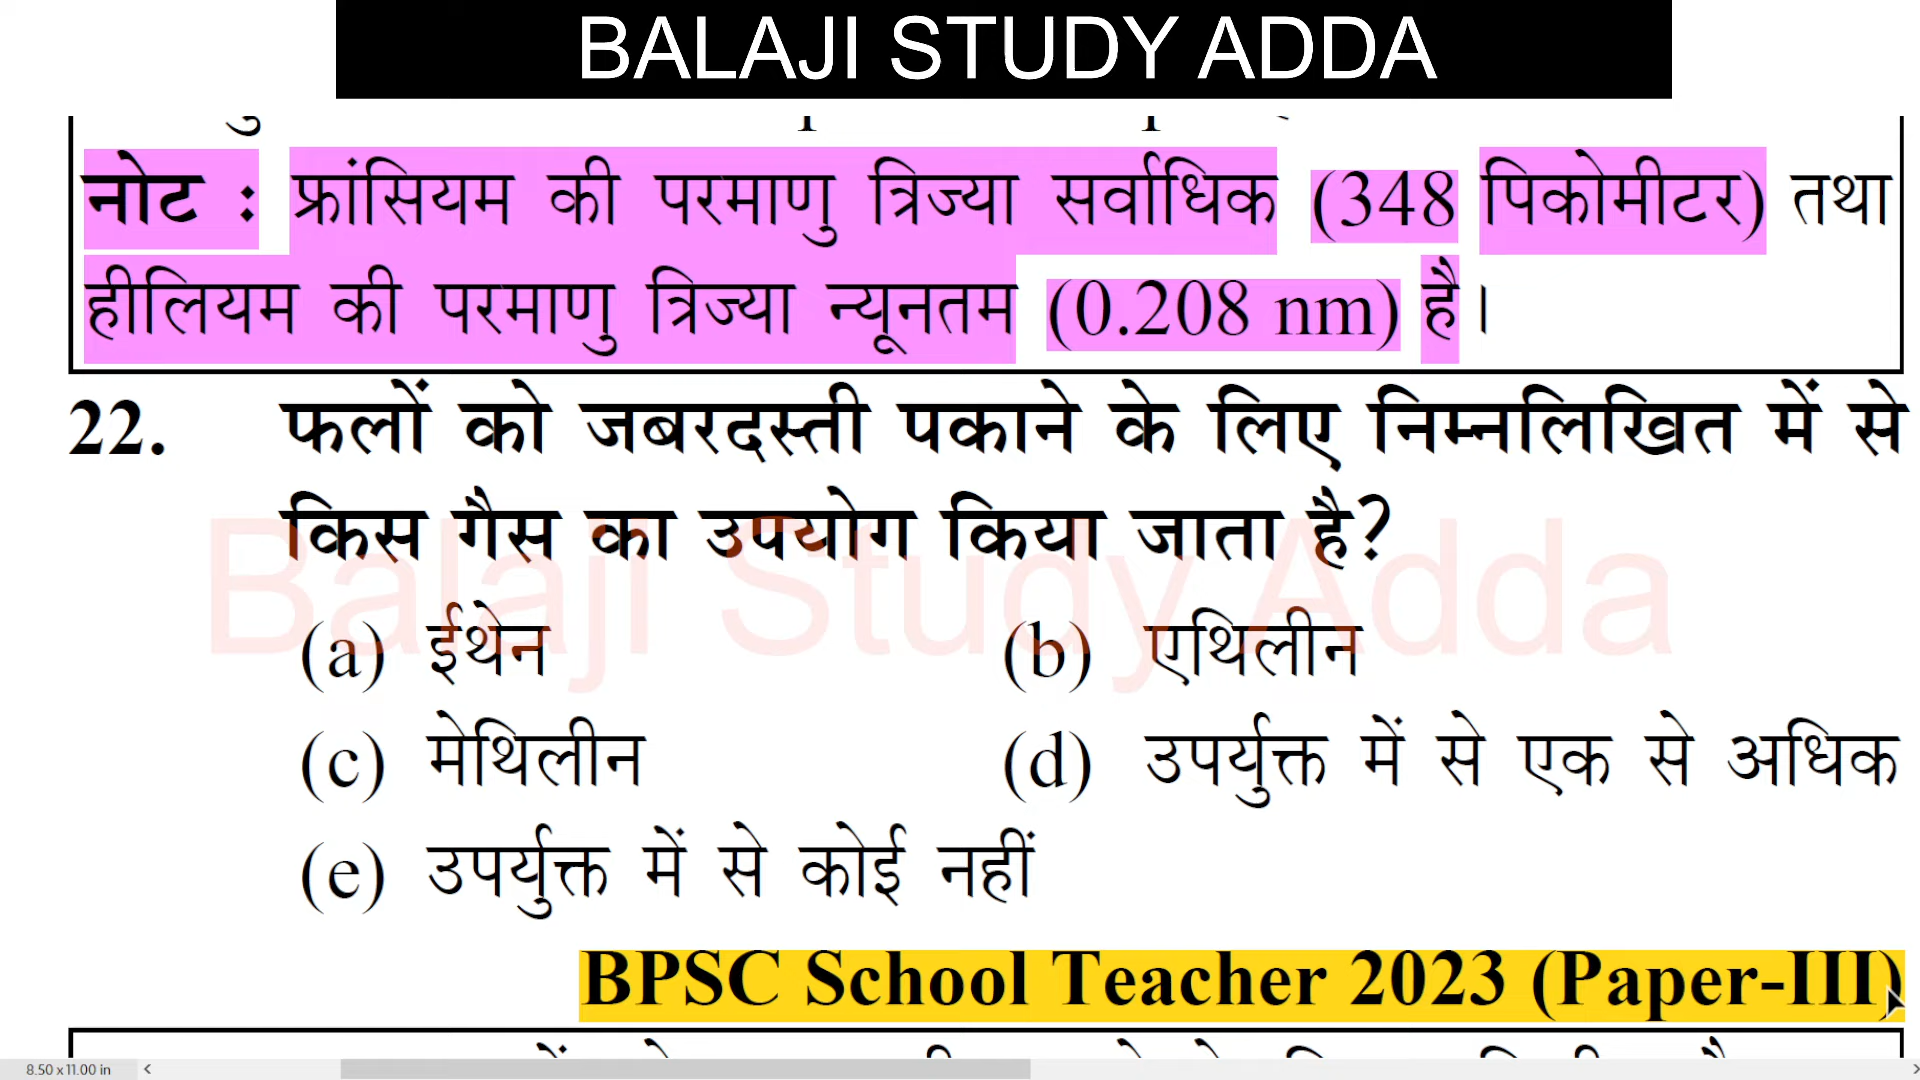 BALAJI STUDY ADDA
नोट : फ्रांसियम की परमाणु त्रिज्या सर्वाधिक (348 पिकोमीटर) तथा
हीलियम की परमाणु त्रिज्या न्यूनतम (0.208 nm) है।
22. फलों को जबरदस्ती पकाने के लिए निम्नलिखित में से
किस गैस का उपयोग किया जाता है?
Balaji Study Adda
(a) ईथेन (b) एथिलीन
(c) मेथिलीन (d) उपर्युक्त में से एक से अधिक
(e) उपर्युक्त में से कोई नहीं
BPSC School Teacher 2023 (Paper-III)
8.50 x 11.00 in